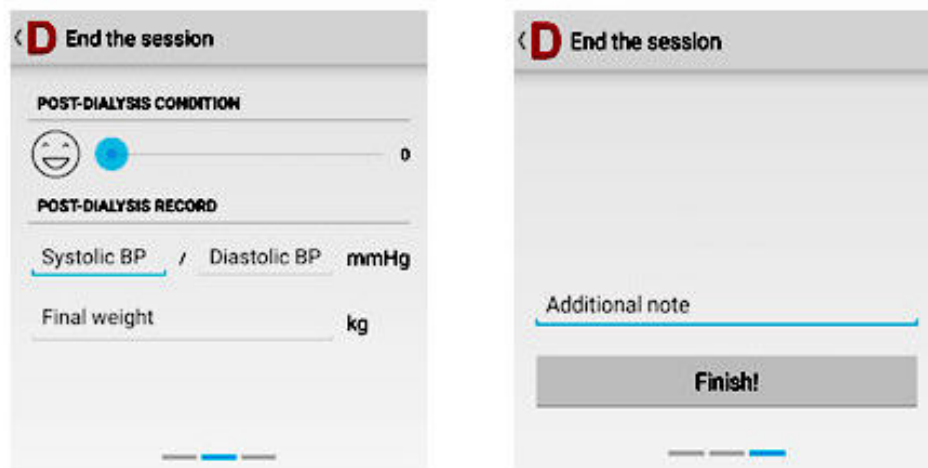 D End the session
POST-DIALYSIS CONDITION
0
POST-DIALYSIS RECORD
Systolic BP / Diastolic BP mmHg
Final weight kg
D End the session
Additional note
Finish!